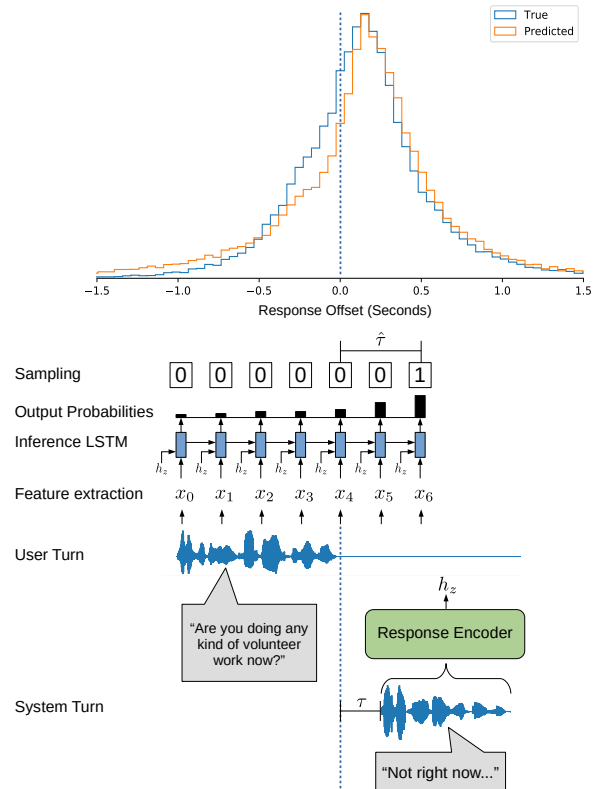 True
Predicted
−1.5 −1.0 −0.5 0.0 0.5 1.0 1.5
Response Offset (Seconds)
τ̂
Sampling 0 0 0 0 0 0 1
Output Probabilities
Inference LSTM
h_z h_z h_z h_z h_z h_z h_z
Feature extraction x_0 x_1 x_2 x_3 x_4 x_5 x_6
User Turn
h_z
“Are you doing any
kind of volunteer
work now?”
Response Encoder
System Turn
τ
“Not right now...”